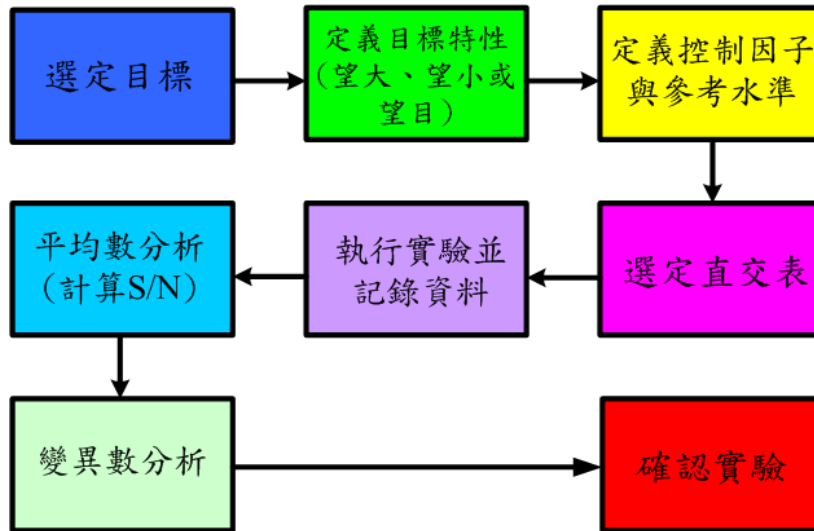 選定目標
定義目標特性
（望大、望小或
望目）
定義控制因子
與參考水準
選定直交表
執行實驗並
記錄資料
平均數分析
（計算S/N）
變異數分析
確認實驗